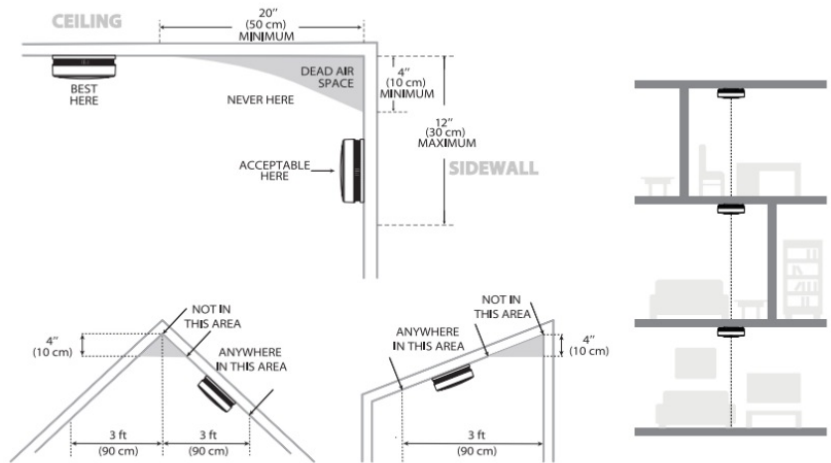 CEILING
20"
(50 cm)
MINIMUM
DEAD AIR
SPACE
4"
(10 cm)
MINIMUM
BEST
HERE
NEVER HERE
12"
(30 cm)
MAXIMUM
ACCEPTABLE
HERE
SIDEWALL
NOT IN
THIS AREA
4"
(10 cm)
ANYWHERE
IN THIS AREA
3 ft
(90 cm)
3 ft
(90 cm)
NOT IN
THIS AREA
ANYWHERE
IN THIS AREA
4"
(10 cm)
3 ft
(90 cm)